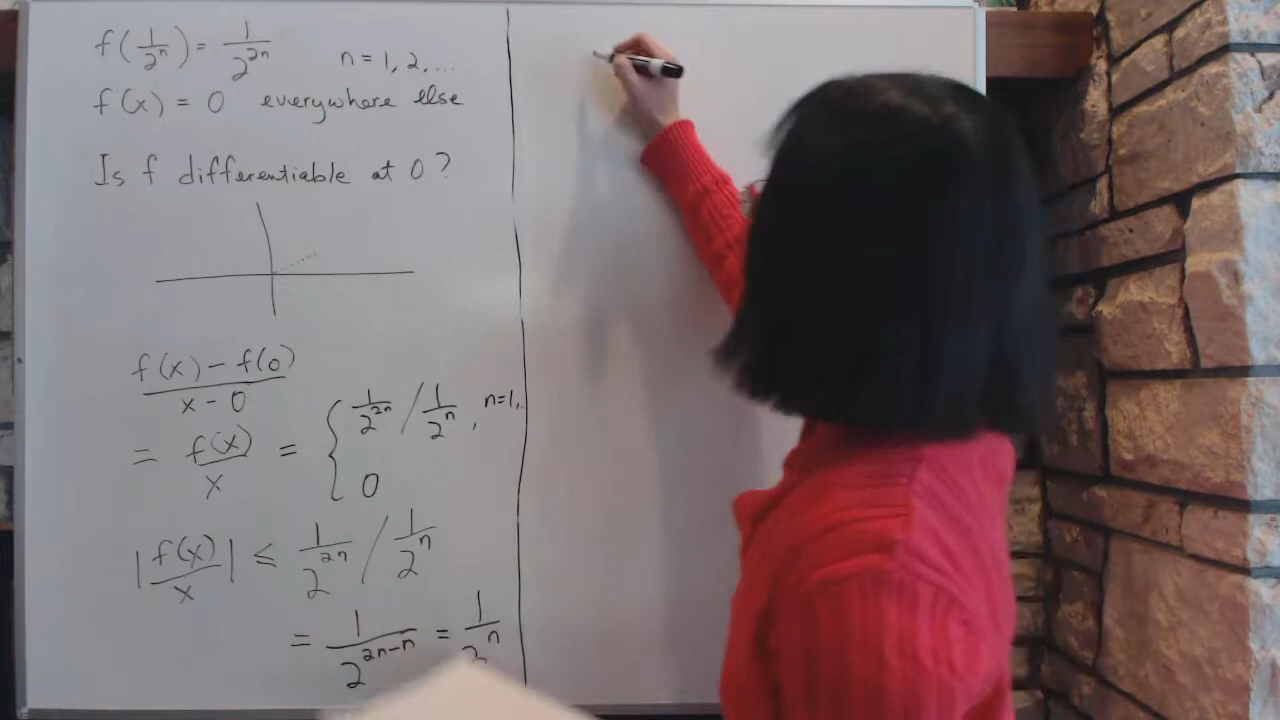 f(1/2^n) = 1/2^{2n} n = 1, 2, ...
f(x) = 0 everywhere else
Is f differentiable at 0?
(f(x) - f(0))/(x - 0)
= f(x)/x = { 1/2^{2n} / 1/2^n, n=1,
0
|f(x)/x| ≤ 1/2^{2n} / 1/2^n
= 1/2^{2n-n} = 1/2^n